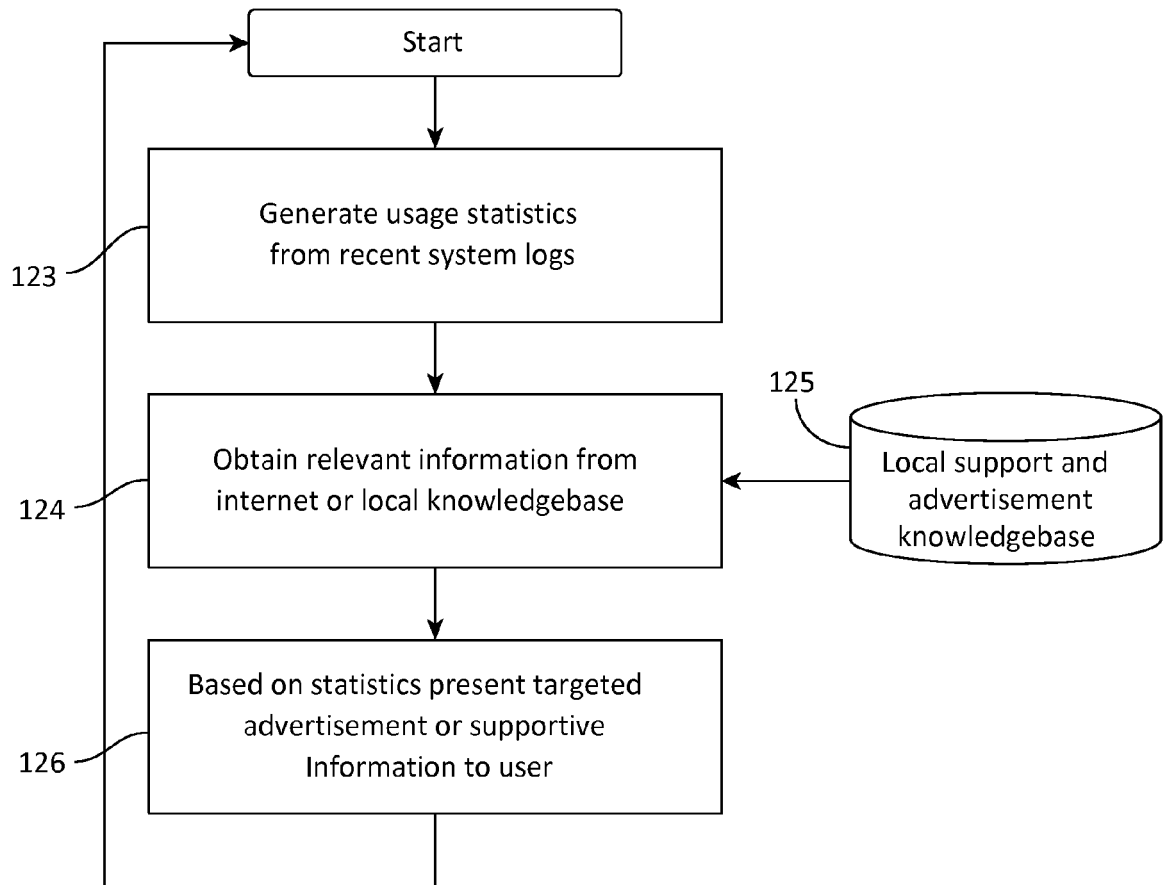 Start
Generate usage statistics
from recent system logs
123
125
Obtain relevant information from
internet or local knowledgebase
124
Local support and
advertisement
knowledgebase
Based on statistics present targeted
advertisement or supportive
Information to user
126